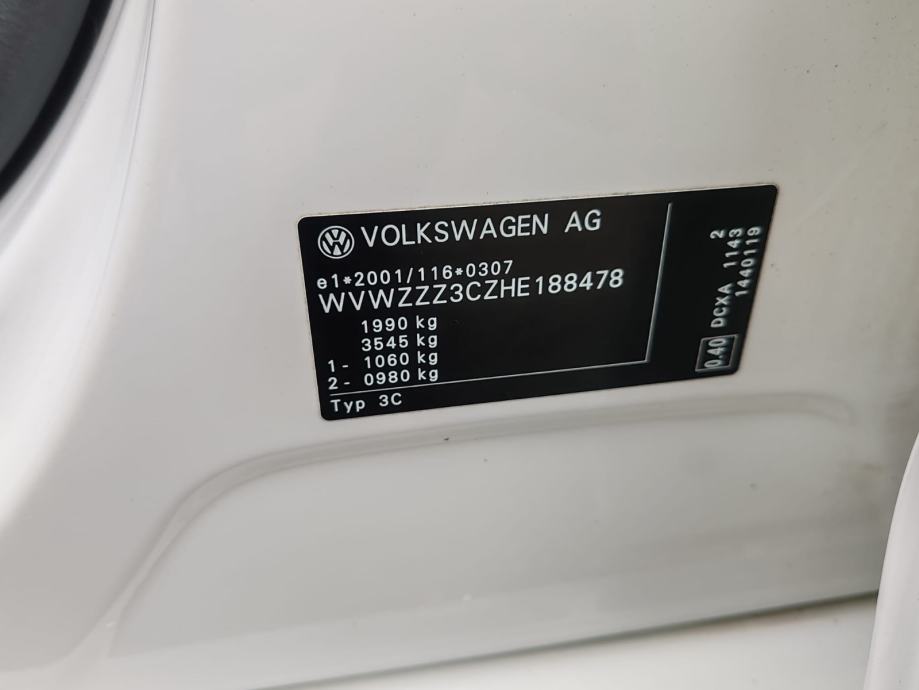 VOLKSWAGEN AG
e1*2001/116*0307
WVWZZZ3CZHE188478
1990 kg
3545 kg
1- 1060 kg
2- 0980 kg
Typ 3C
0.40
DCXA 1143 2
1440119